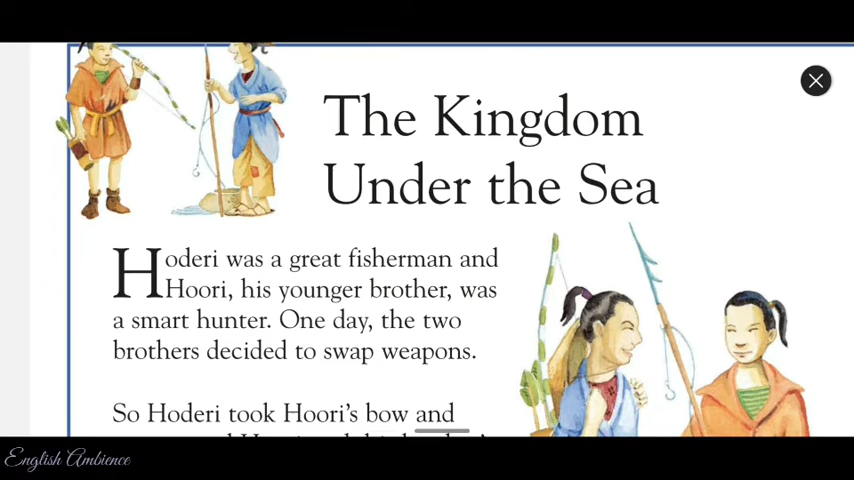 The Kingdom
Under the Sea
Hoderi was a great fisherman and
Hoori, his younger brother, was
a smart hunter. One day, the two
brothers decided to swap weapons.
So Hoderi took Hoori's bow and
English Ambience